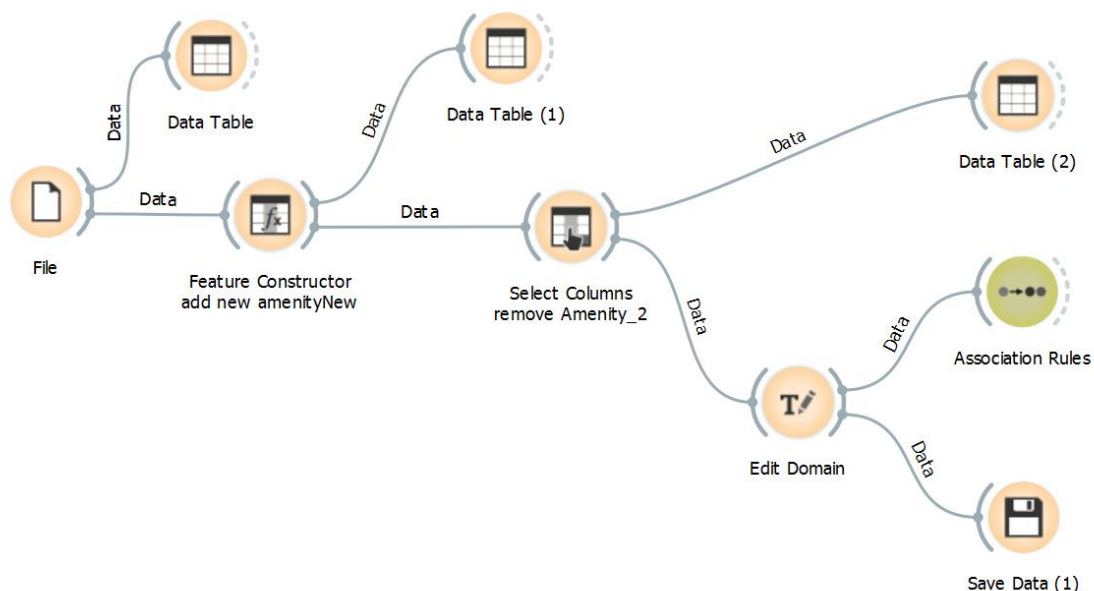 Data Table
Data Table (1)
Data
Data
Data
Data Table (2)
File
Data
Data
Feature Constructor
add new amenityNew
Select Columns
remove Amenity_2
Data
Data
Association Rules
Edit Domain
Data
Save Data (1)